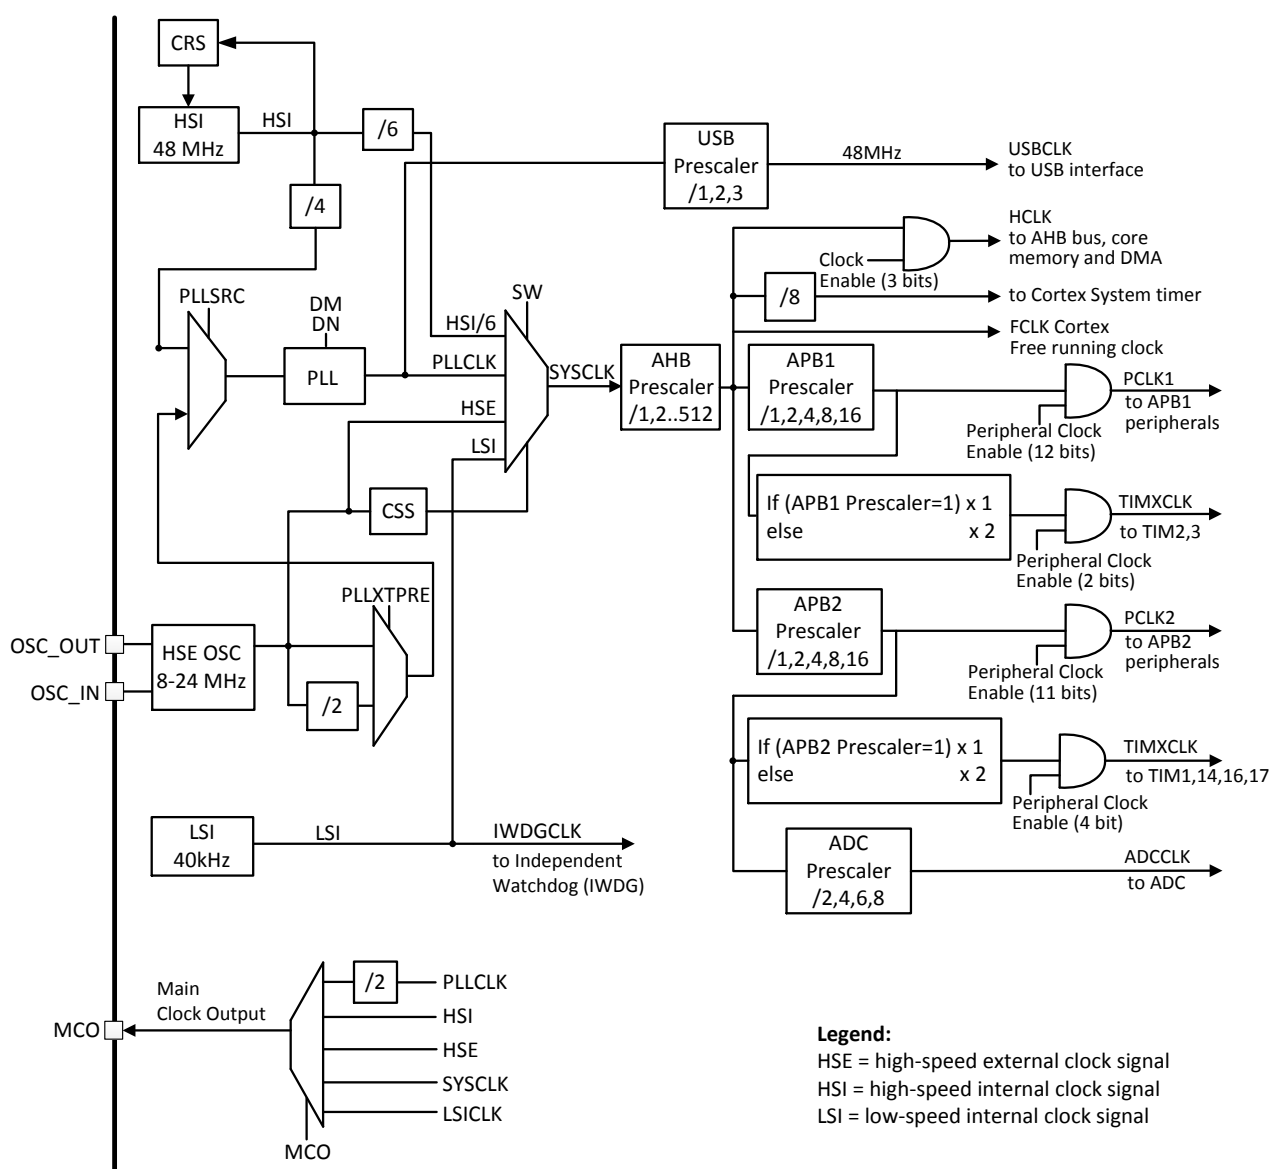 CRS
HSI
48 MHz
HSI
/6
/4
USB
Prescaler
/1,2,3
48MHz
USBCLK
to USB interface
HCLK
to AHB bus, core
memory and DMA
Clock
Enable (3 bits)
/8
to Cortex System timer
FCLK Cortex
Free running clock
PLLSRC
DM
DN
PLL
SW
HSI/6
PLLCLK
HSE
LSI
SYSCLK
AHB
Prescaler
/1,2..512
APB1
Prescaler
/1,2,4,8,16
PCLK1
to APB1
peripherals
Peripheral Clock
Enable (12 bits)
CSS
If (APB1 Prescaler=1) x 1
else x 2
TIMXCLK
to TIM2,3
Peripheral Clock
Enable (2 bits)
PLLXTPRE
OSC_OUT
OSC_IN
HSE OSC
8-24 MHz
/2
APB2
Prescaler
/1,2,4,8,16
PCLK2
to APB2
peripherals
Peripheral Clock
Enable (11 bits)
If (APB2 Prescaler=1) x 1
else x 2
TIMXCLK
to TIM1,14,16,17
Peripheral Clock
Enable (4 bit)
LSI
40kHz
LSI
IWDGCLK
to Independent
Watchdog (IWDG)
ADC
Prescaler
/2,4,6,8
ADCCLK
to ADC
Main
Clock Output
MCO
/2
PLLCLK
HSI
HSE
SYSCLK
LSICLK
MCO
Legend:
HSE = high-speed external clock signal
HSI = high-speed internal clock signal
LSI = low-speed internal clock signal